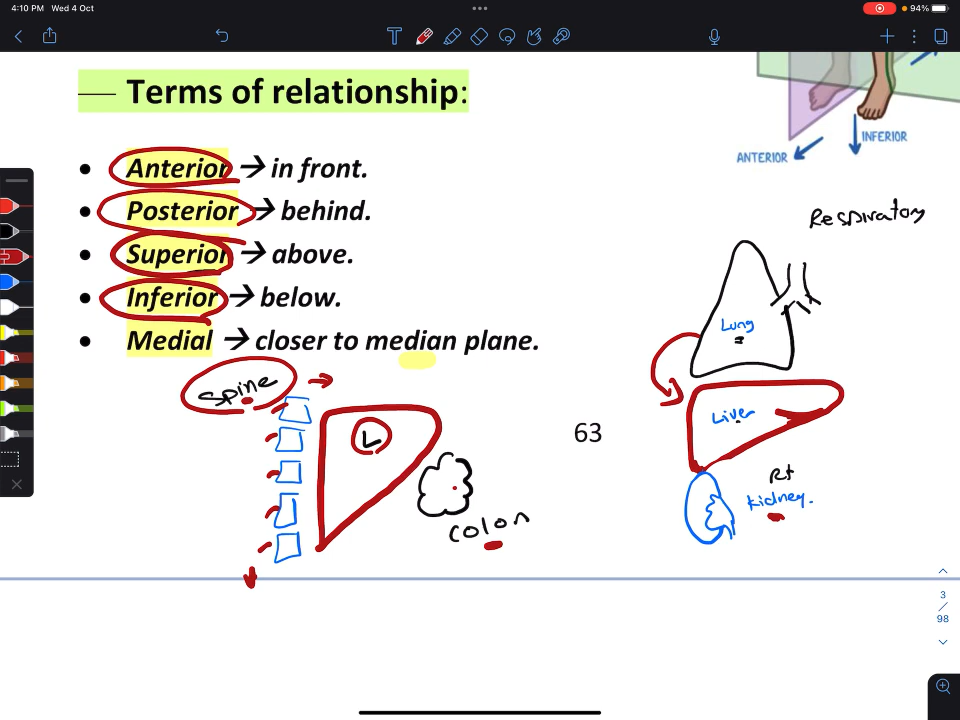 4:10 PM Wed 4 Oct
94%
Terms of relationship:
• Anterior → in front.
• Posterior → behind.
• Superior → above.
• Inferior → below.
• Medial → closer to median plane.
ANTERIOR
INFERIOR
Respiratory
Lung
Liver
Rt
kidney.
Spine
L
colon
63
3
/
98